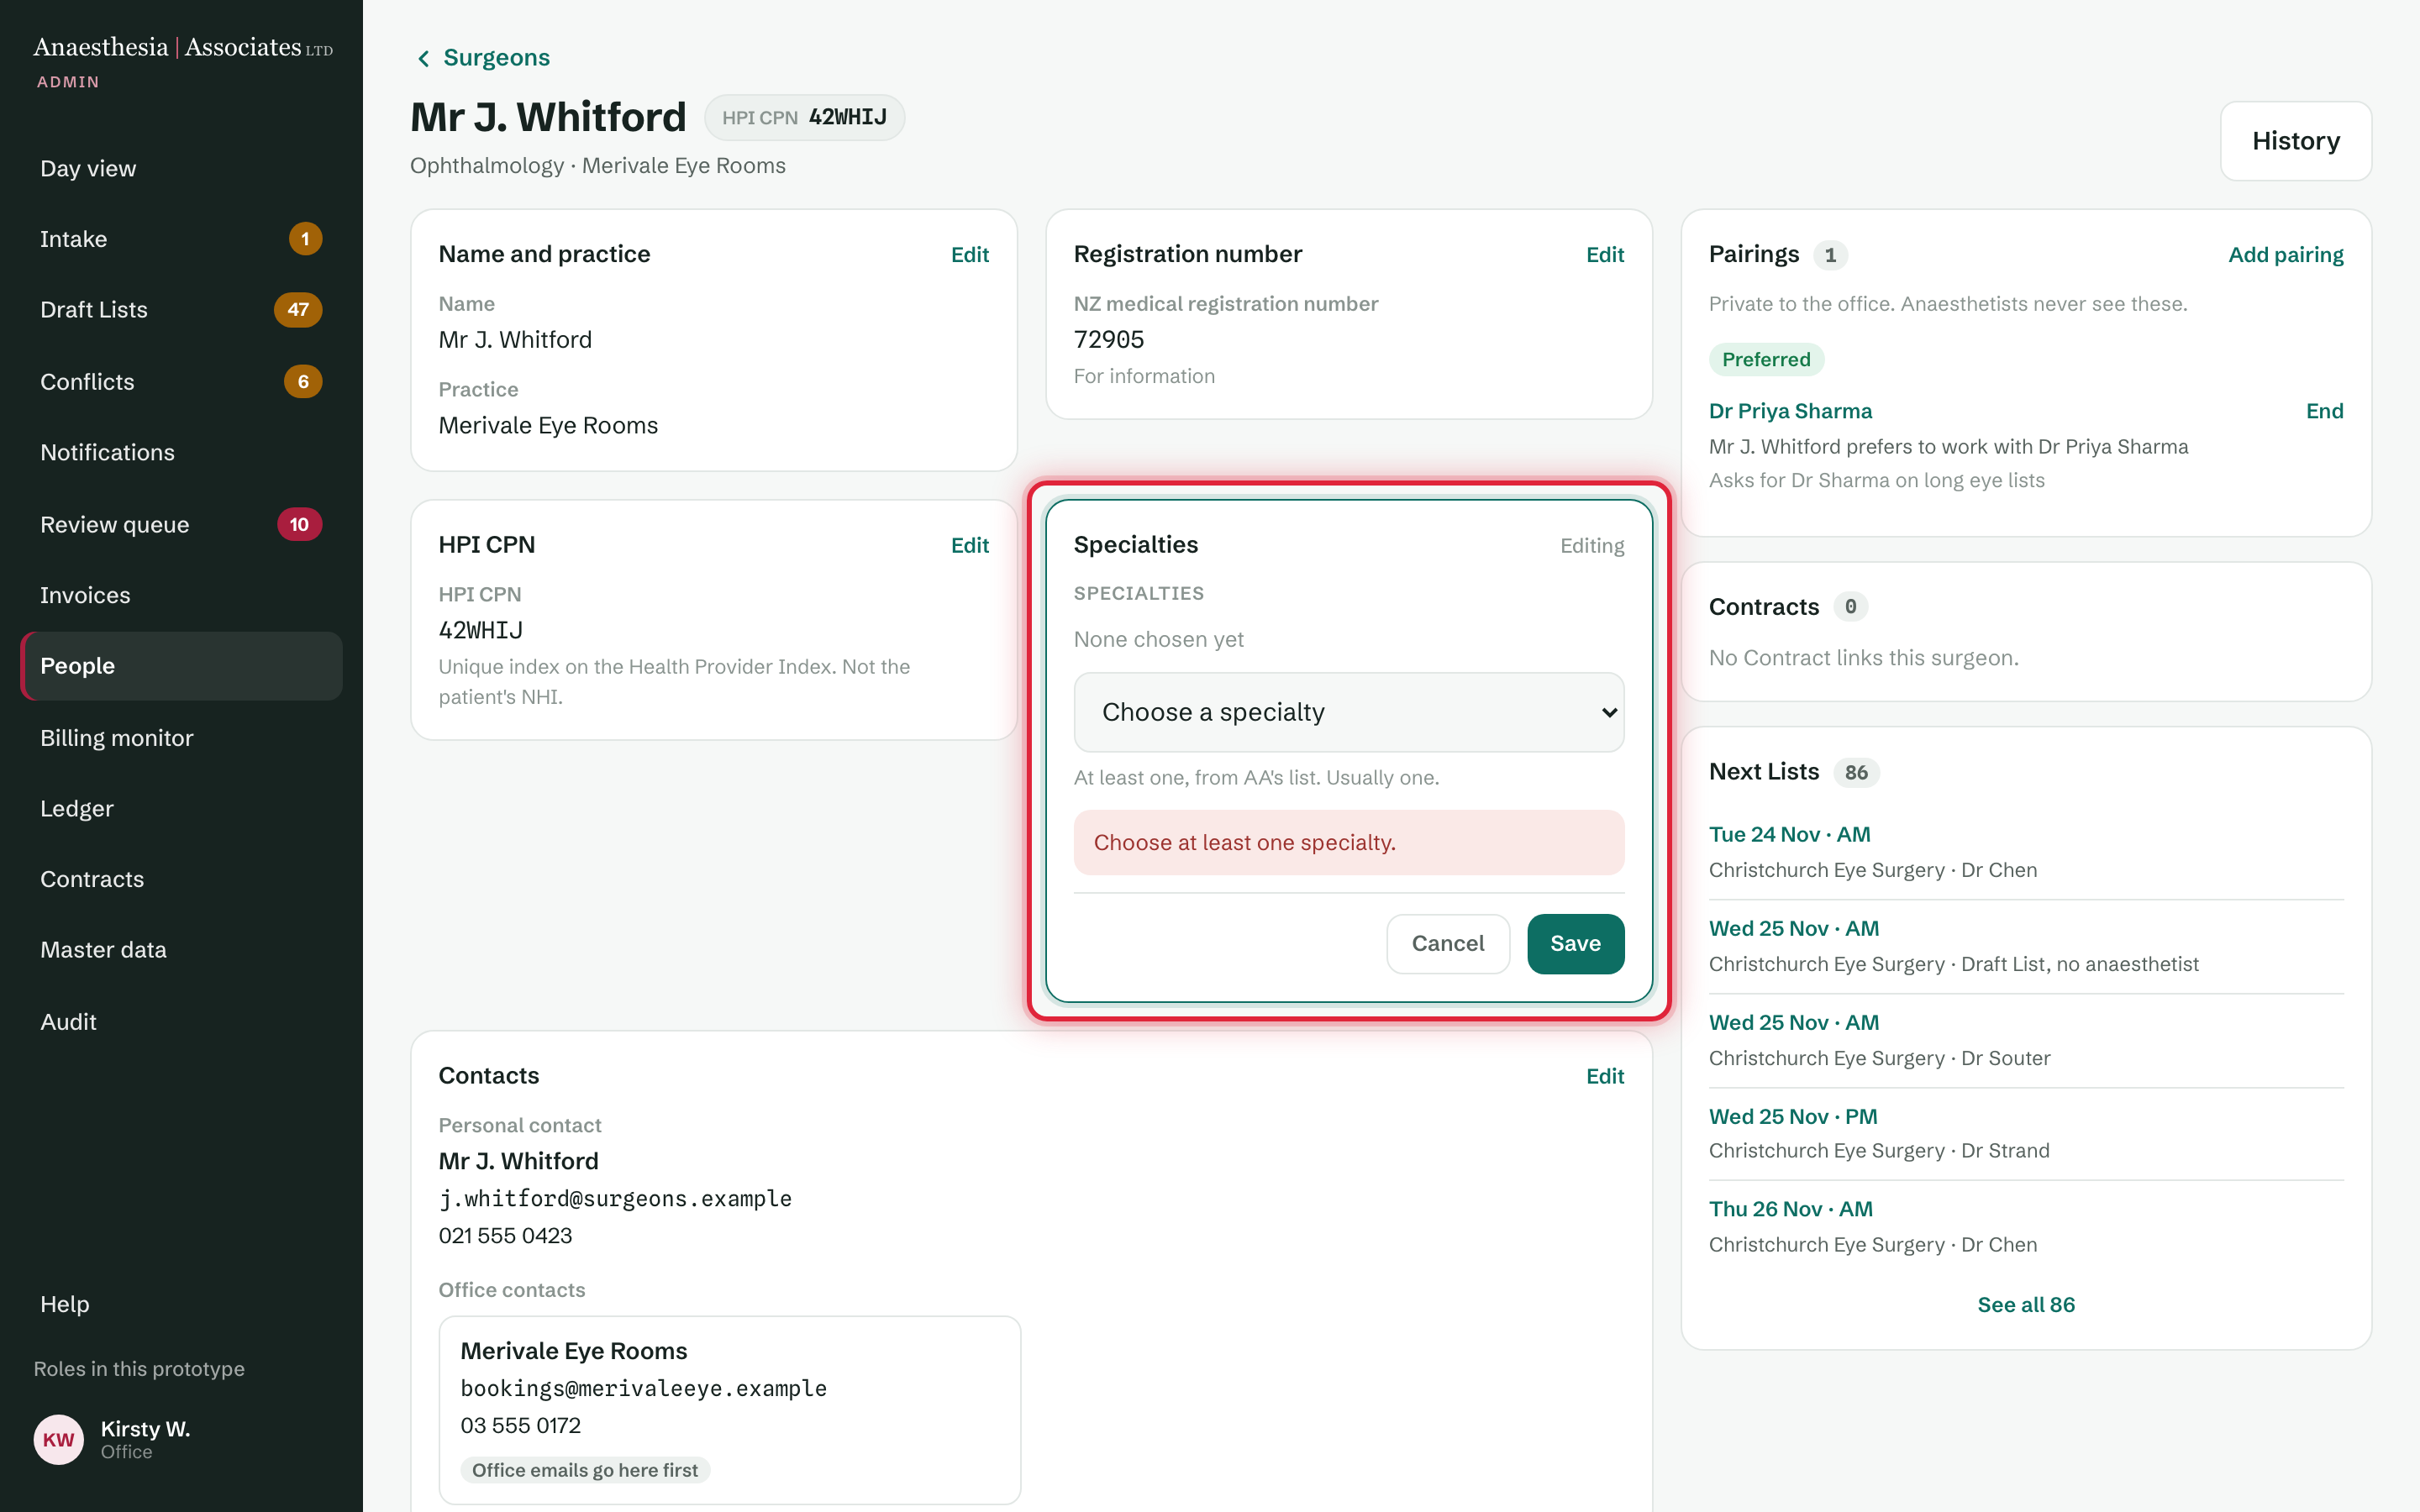 Anaesthesia | Associates LTD
ADMIN
Day view
Intake 1
Draft Lists 47
Conflicts 6
Notifications
Review queue 10
Invoices
People
Billing monitor
Ledger
Contracts
Master data
Audit
Help
Roles in this prototype
KW
Kirsty W.
Office
Surgeons
Mr J. Whitford HPI CPN 42WHIJ
Ophthalmology · Merivale Eye Rooms
History
Name and practice Edit
Name
Mr J. Whitford
Practice
Merivale Eye Rooms
Registration number Edit
NZ medical registration number
72905
For information
HPI CPN Edit
HPI CPN
42WHIJ
Unique index on the Health Provider Index. Not the
patient's NHI.
Specialties Editing
SPECIALTIES
None chosen yet
Choose a specialty
At least one, from AA's list. Usually one.
Choose at least one specialty.
Cancel Save
Contacts Edit
Personal contact
Mr J. Whitford
j.whitford@surgeons.example
021 555 0423
Office contacts
Merivale Eye Rooms
bookings@merivaleeye.example
03 555 0172
Office emails go here first
Pairings 1 Add pairing
Private to the office. Anaesthetists never see these.
Preferred
Dr Priya Sharma End
Mr J. Whitford prefers to work with Dr Priya Sharma
Asks for Dr Sharma on long eye lists
Contracts 0
No Contract links this surgeon.
Next Lists 86
Tue 24 Nov · AM
Christchurch Eye Surgery · Dr Chen
Wed 25 Nov · AM
Christchurch Eye Surgery · Draft List, no anaesthetist
Wed 25 Nov · AM
Christchurch Eye Surgery · Dr Souter
Wed 25 Nov · PM
Christchurch Eye Surgery · Dr Strand
Thu 26 Nov · AM
Christchurch Eye Surgery · Dr Chen
See all 86